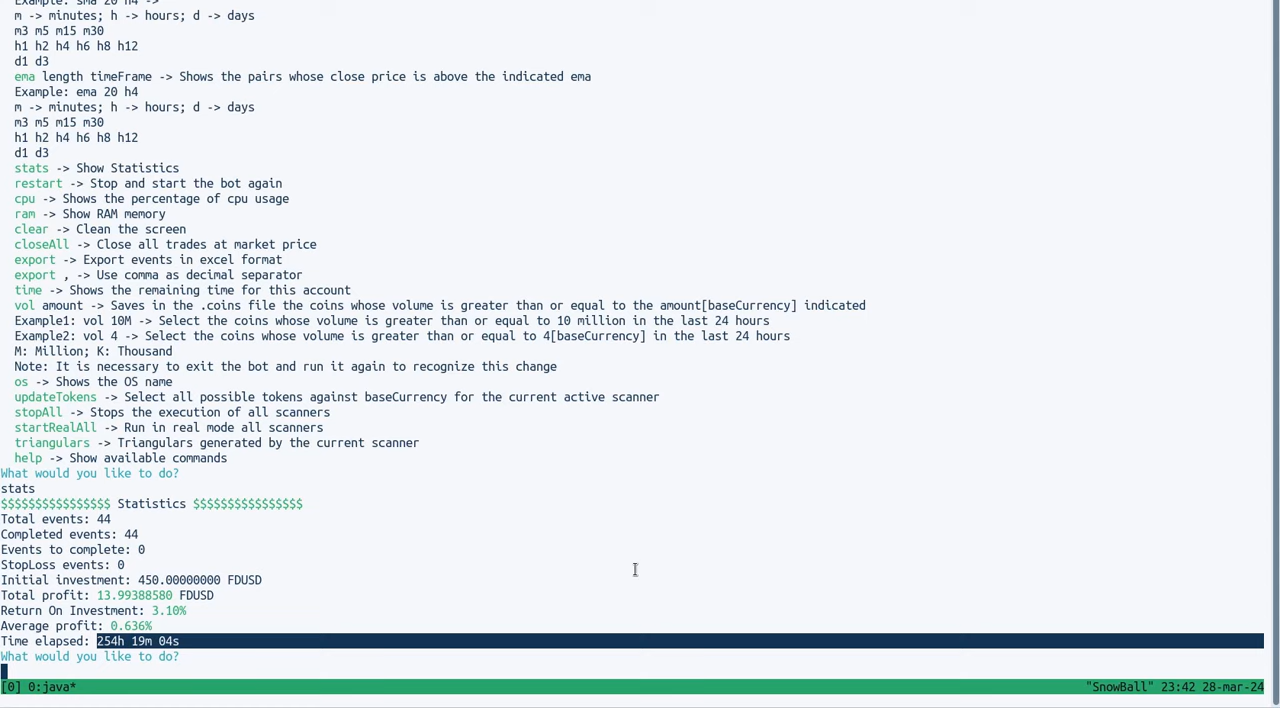 Example: sma 20 h4 ->
m -> minutes; h -> hours; d -> days
m3 m5 m15 m30
h1 h2 h4 h6 h8 h12
d1 d3
ema length timeFrame -> Shows the pairs whose close price is above the indicated ema
Example: ema 20 h4
m -> minutes; h -> hours; d -> days
m3 m5 m15 m30
h1 h2 h4 h6 h8 h12
d1 d3
stats -> Show Statistics
restart -> Stop and start the bot again
cpu -> Shows the percentage of cpu usage
ram -> Show RAM memory
clear -> Clean the screen
closeAll -> Close all trades at market price
export -> Export events in excel format
export , -> Use comma as decimal separator
time -> Shows the remaining time for this account
vol amount -> Saves in the .coins file the coins whose volume is greater than or equal to the amount[baseCurrency] indicated
Example1: vol 10M -> Select the coins whose volume is greater than or equal to 10 million in the last 24 hours
Example2: vol 4 -> Select the coins whose volume is greater than or equal to 4[baseCurrency] in the last 24 hours
M: Million; K: Thousand
Note: It is necessary to exit the bot and run it again to recognize this change
os -> Shows the OS name
updateTokens -> Select all possible tokens against baseCurrency for the current active scanner
stopAll -> Stops the execution of all scanners
startRealAll -> Run in real mode all scanners
triangulars -> Triangulars generated by the current scanner
help -> Show available commands
What would you like to do?
stats
$$$$$$$$$$$$$$$$ Statistics $$$$$$$$$$$$$$$$
Total events: 44
Completed events: 44
Events to complete: 0
StopLoss events: 0
Initial investment: 450.00000000 FDUSD
Total profit: 13.99388580 FDUSD
Return On Investment: 3.10%
Average profit: 0.636%
Time elapsed: 254h 19m 04s
What would you like to do?
[0] 0:java* "SnowBall" 23:42 28-mar-24